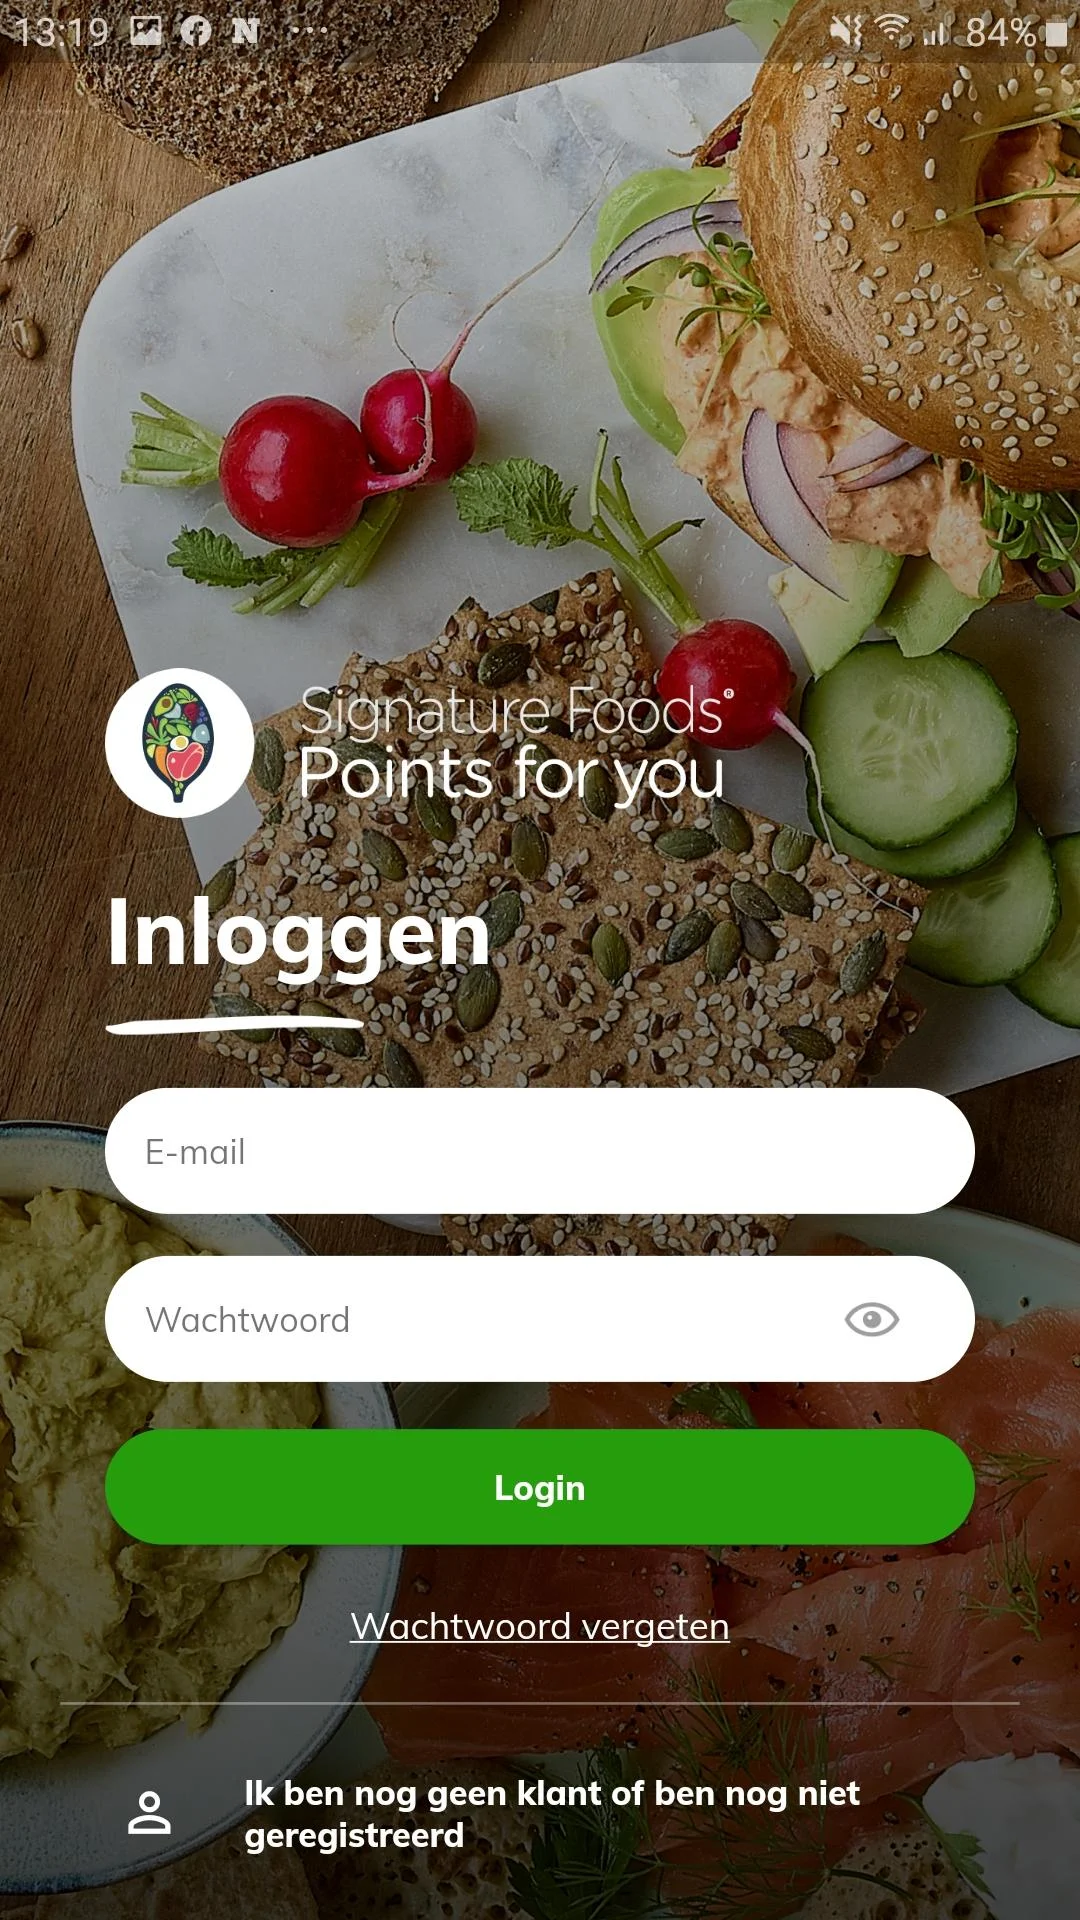 13:19 N ... 84%
Signature Foods®
Points for you
Inloggen
E-mail
Wachtwoord
Login
Wachtwoord vergeten
Ik ben nog geen klant of ben nog niet
geregistreerd